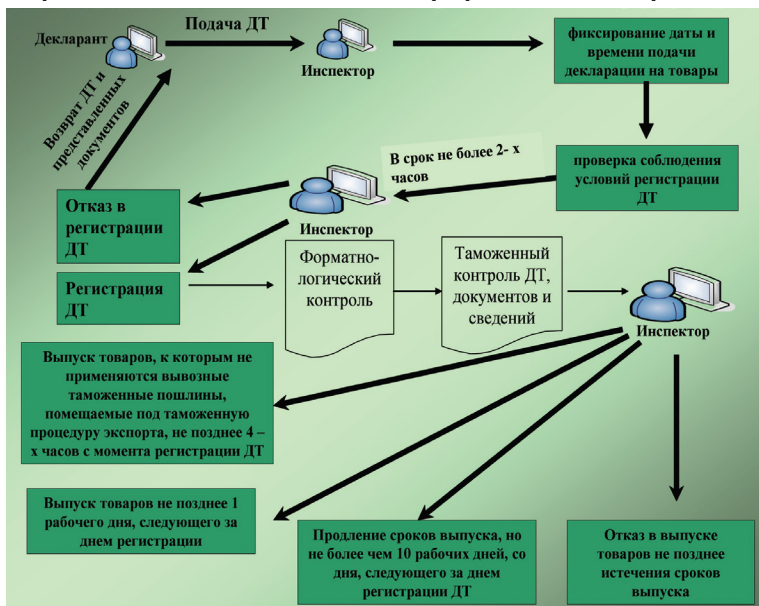 Декларант
Подача ДТ
Инспектор
фиксирование даты и
времени подачи
декларации на товары
Возврат ДТ и
представленных
документов
В срок не более 2- х
часов
проверка соблюдения
условий регистрации
ДТ
Инспектор
Отказ в
регистрации
ДТ
Регистрация
ДТ
Форматно-
логический
контроль
Таможенный
контроль ДТ,
документов и
сведений
Инспектор
Выпуск товаров, к которым не
применяются вывозные
таможенные пошлины,
помещаемые под таможенную
процедуру экспорта, не позднее 4 –
х часов с момента регистрации ДТ
Выпуск товаров не позднее 1
рабочего дня, следующего за
днем регистрации
Продление сроков выпуска, но
не более чем 10 рабочих дней, со
дня, следующего за днем
регистрации ДТ
Отказ в выпуске
товаров не позднее
истечения сроков
выпуска